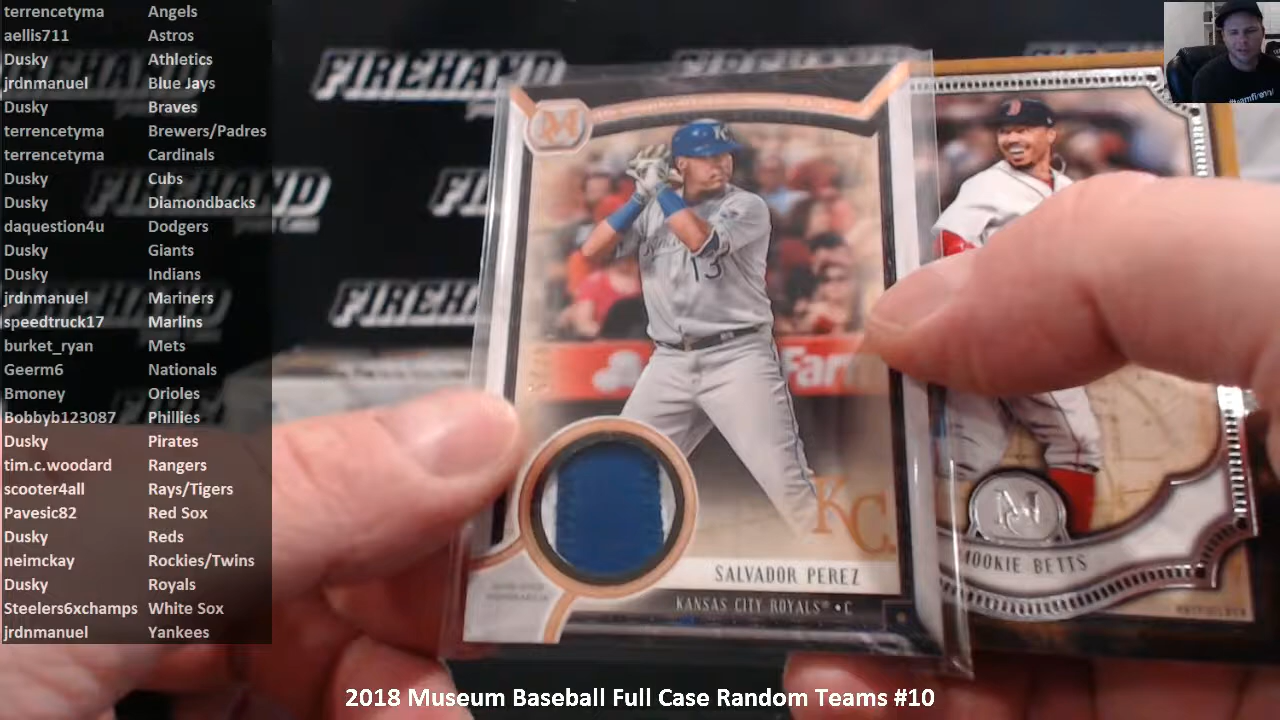 terrencetyma Angels
aellis711 Astros
Dusky Athletics
jrdnmanuel Blue Jays
Dusky Braves
terrencetyma Brewers/Padres
terrencetyma Cardinals
Dusky Cubs
Dusky Diamondbacks
daquestion4u Dodgers
Dusky Giants
Dusky Indians
jrdnmanuel Mariners
speedtruck17 Marlins
burket_ryan Mets
Geerm6 Nationals
Bmoney Orioles
Bobbyb123087 Phillies
Dusky Pirates
tim.c.woodard Rangers
scooter4all Rays/Tigers
Pavesic82 Red Sox
Dusky Reds
neimckay Rockies/Twins
Dusky Royals
Steelers6xchamps White Sox
jrdnmanuel Yankees
FIREHAND
FIREHAND
13
Farm
KC
SALVADOR PEREZ
KANSAS CITY ROYALS® • C
MOOKIE BETTS
2018 Museum Baseball Full Case Random Teams #10